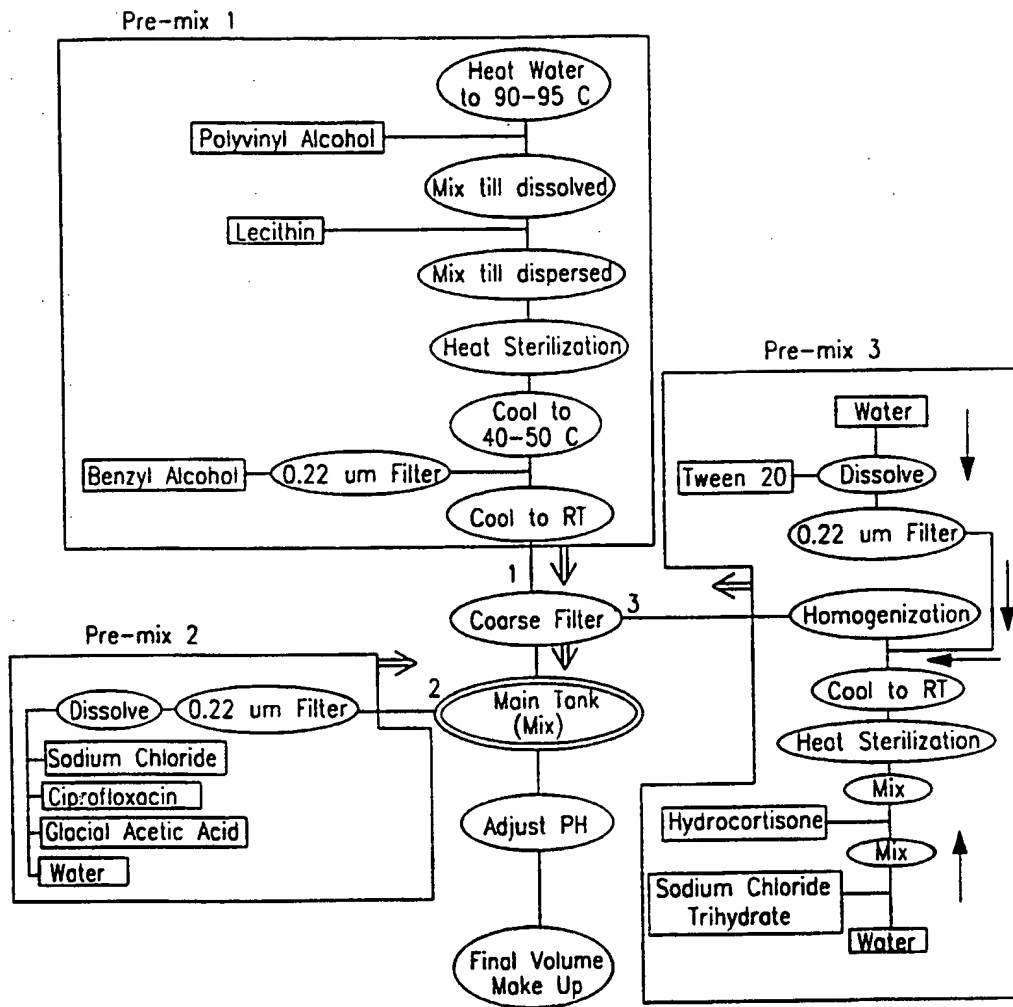 Pre-mix 1
Heat Water
to 90-95 C
Polyvinyl Alcohol
Mix till dissolved
Lecithin
Mix till dispersed
Heat Sterilization
Cool to
40-50 C
Benzyl Alcohol
0.22 um Filter
Cool to RT
1
Coarse Filter
3
Pre-mix 2
2
Main Tank
(Mix)
Dissolve
0.22 um Filter
Sodium Chloride
Ciprofloxacin
Glacial Acetic Acid
Water
Adjust PH
Final Volume
Make Up
Pre-mix 3
Water
Tween 20
Dissolve
0.22 um Filter
Homogenization
Cool to RT
Heat Sterilization
Mix
Hydrocortisone
Mix
Sodium Chloride
Trihydrate
Water